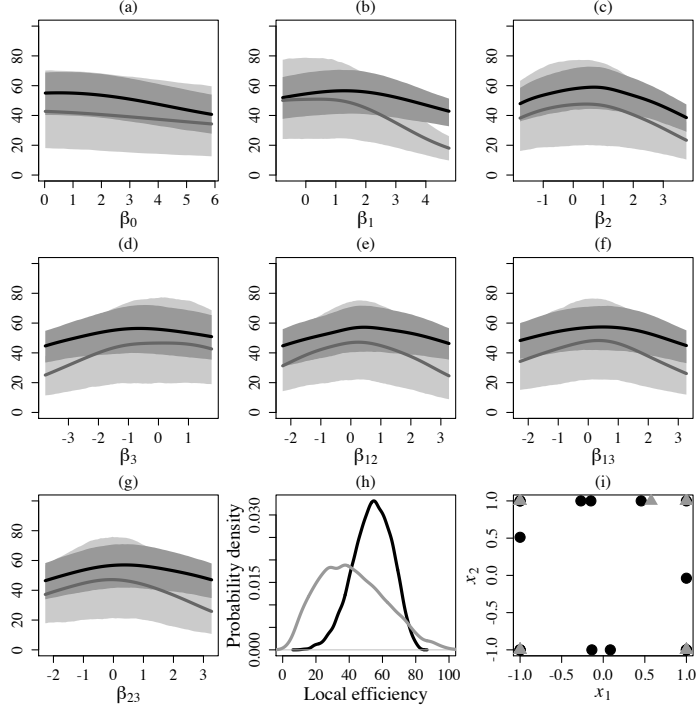 (a) (b) (c)
0 20 40 60 80
0 1 2 3 4 5 6
β0
0 20 40 60 80
0 1 2 3 4
β1
0 20 40 60 80
-1 0 1 2 3
β2
(d) (e) (f)
0 20 40 60 80
-3 -2 -1 0 1
β3
0 20 40 60 80
-2 -1 0 1 2 3
β12
0 20 40 60 80
-2 -1 0 1 2 3
β13
(g) (h) (i)
0 20 40 60 80
-2 -1 0 1 2 3
β23
Probability density
0.000 0.015 0.030
0 20 40 60 80 100
Local efficiency
x2
-1.0 -0.5 0.0 0.5 1.0
-1.0 0.0 0.5 1.0
x1